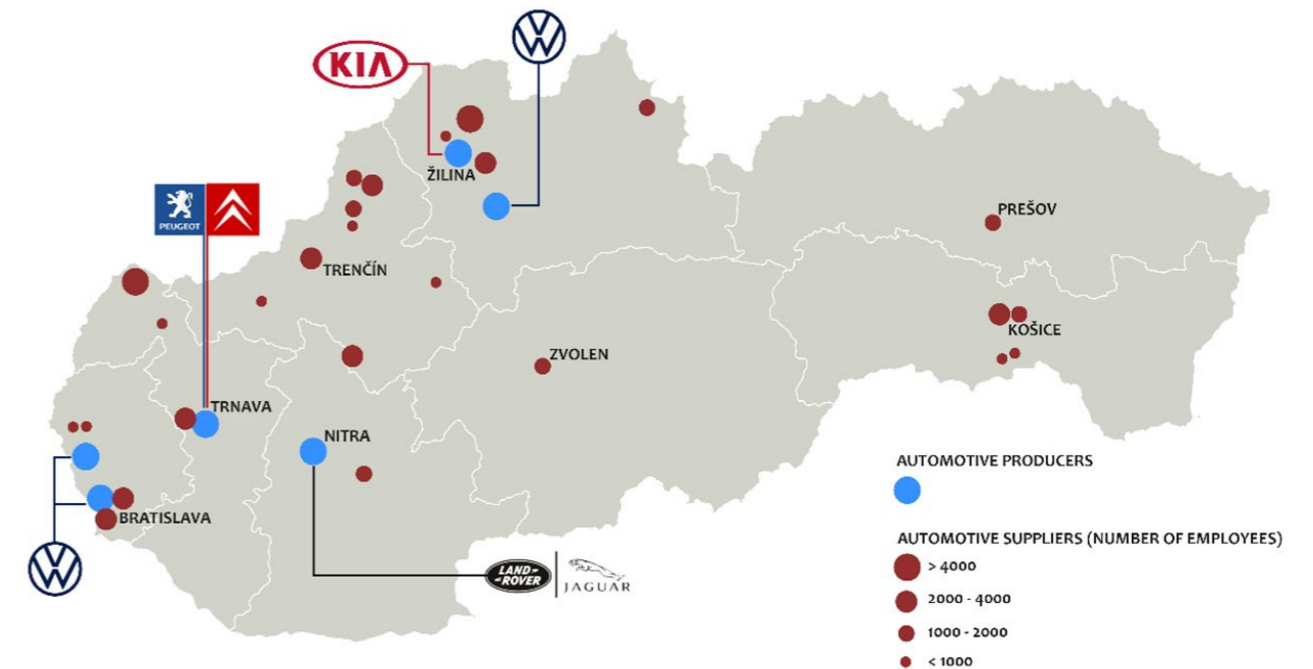 KIA
PEUGEOT
ŽILINA
PREŠOV
TRENČÍN
KOŠICE
ZVOLEN
TRNAVA
NITRA
BRATISLAVA
LAND-
-ROVER
JAGUAR
AUTOMOTIVE PRODUCERS
AUTOMOTIVE SUPPLIERS (NUMBER OF EMPLOYEES)
> 4000
2000 - 4000
1000 - 2000
< 1000